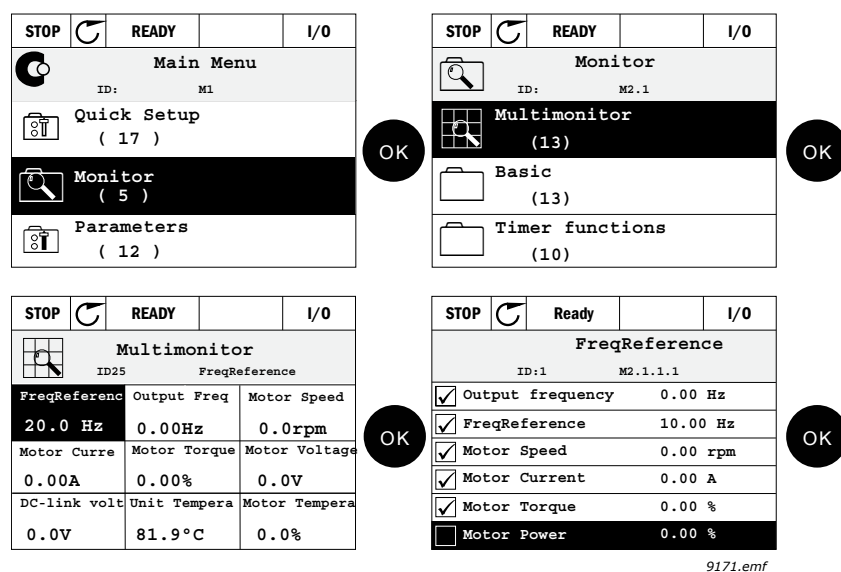 STOP READY I/O
Main Menu
ID: M1
Quick Setup
( 17 )
Monitor
( 5 )
Parameters
( 12 )
OK
STOP READY I/O
Monitor
ID: M2.1
Multimonitor
(13)
Basic
(13)
Timer functions
(10)
OK
STOP READY I/O
Multimonitor
ID25 FreqReference
FreqReferenc Output Freq Motor Speed
20.0 Hz 0.00Hz 0.0rpm
Motor Curre Motor Torque Motor Voltage
0.00A 0.00% 0.0V
DC-link volt Unit Tempera Motor Tempera
0.0V 81.9°C 0.0%
OK
STOP Ready I/O
FreqReference
ID:1 M2.1.1.1
Output frequency 0.00 Hz
FreqReference 10.00 Hz
Motor Speed 0.00 rpm
Motor Current 0.00 A
Motor Torque 0.00 %
Motor Power 0.00 %
OK
9171.emf